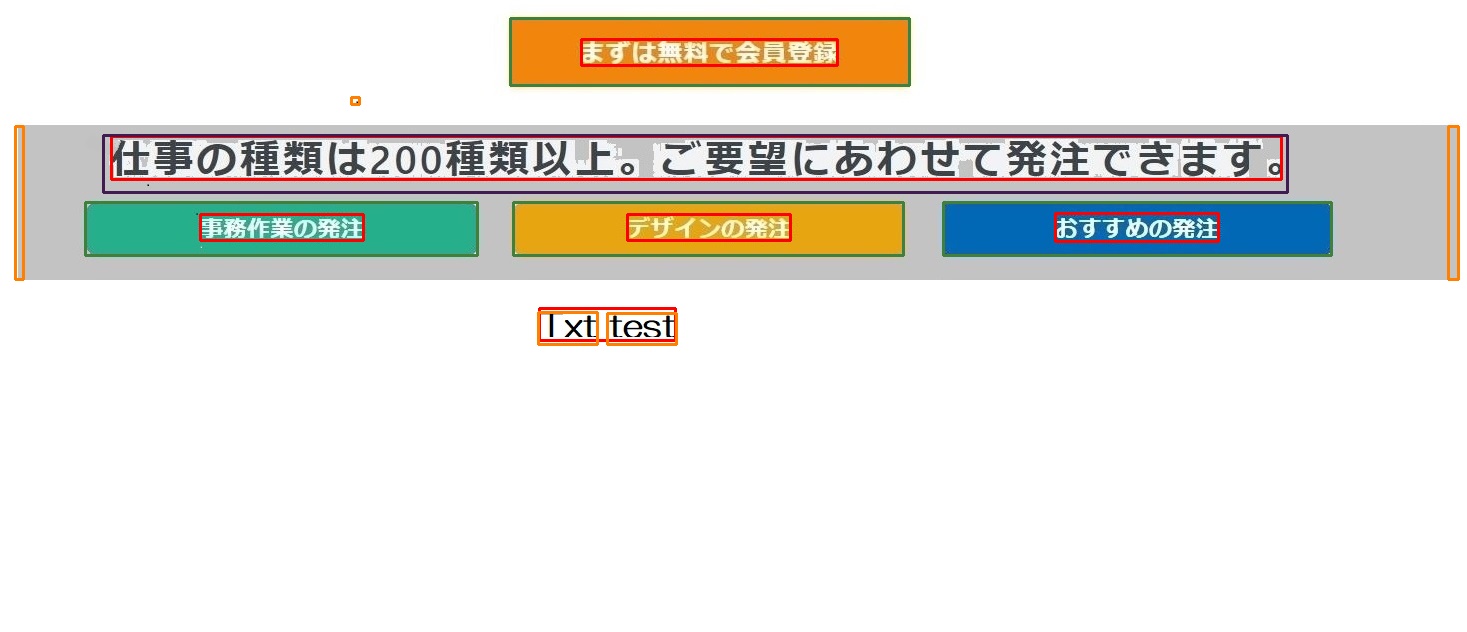 まずは無料で会員登録
仕事の種類は200種類以上。ご要望にあわせて発注できます。
事務作業の発注
デザインの発注
おすすめの発注
Txt test